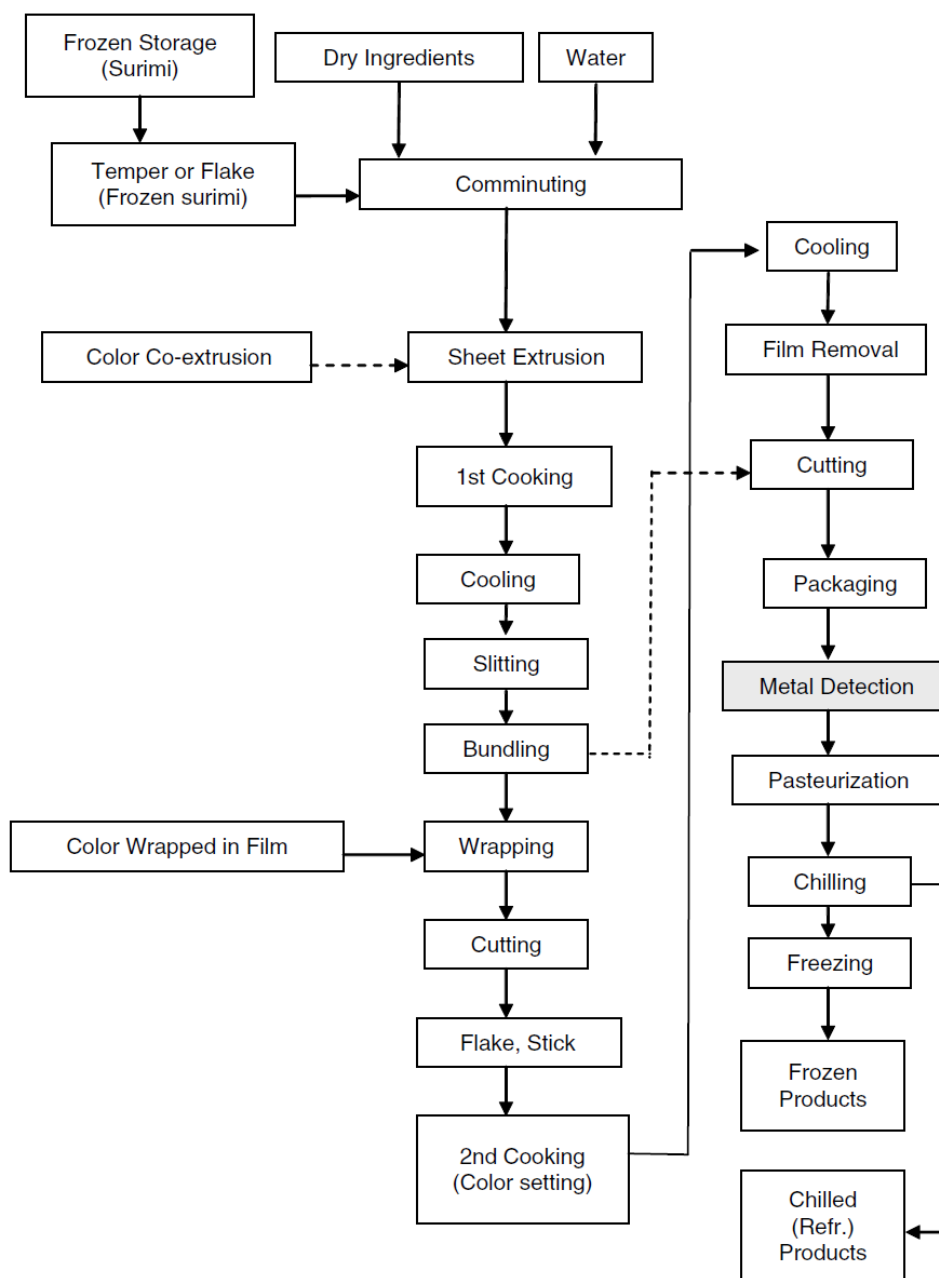 Frozen Storage
(Surimi)
Dry Ingredients
Water
Temper or Flake
(Frozen surimi)
Comminuting
Color Co-extrusion
Sheet Extrusion
1st Cooking
Cooling
Slitting
Bundling
Color Wrapped in Film
Wrapping
Cutting
Flake, Stick
2nd Cooking
(Color setting)
Cooling
Film Removal
Cutting
Packaging
Metal Detection
Pasteurization
Chilling
Freezing
Frozen
Products
Chilled
(Refr.)
Products